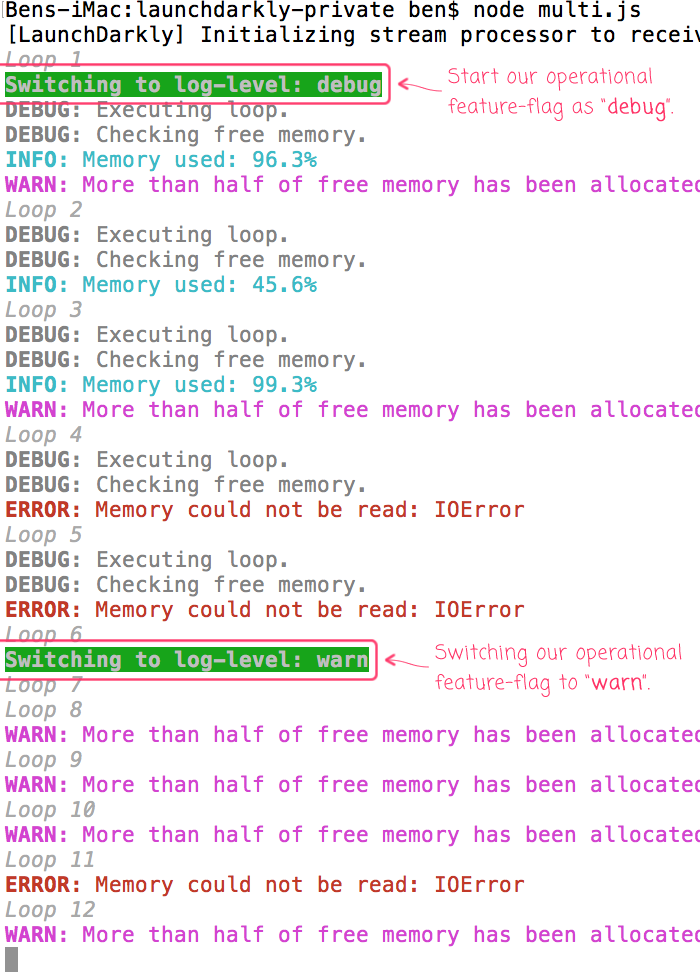 Bens-iMac:launchdarkly-private ben$ node multi.js
[LaunchDarkly] Initializing stream processor to
Loop 1
Switching to log-level: debug
Start our operational
feature-flag as "debug".
DEBUG: Executing loop.
DEBUG: Checking free memory.
INFO: Memory used: 96.3%
WARN: More than half of free memory has been allocated
Loop 2
DEBUG: Executing loop.
DEBUG: Checking free memory.
INFO: Memory used: 45.6%
Loop 3
DEBUG: Executing loop.
DEBUG: Checking free memory.
INFO: Memory used: 99.3%
WARN: More than half of free memory has been allocated
Loop 4
DEBUG: Executing loop.
DEBUG: Checking free memory.
ERROR: Memory could not be read: IOError
Loop 5
DEBUG: Executing loop.
DEBUG: Checking free memory.
ERROR: Memory could not be read: IOError
Loop 6
Switching to log-level: warn
Switching our operational
feature-flag to "warn".
Loop 7
Loop 8
WARN: More than half of free memory has been allocated
Loop 9
WARN: More than half of free memory has been allocated
Loop 10
WARN: More than half of free memory has been allocated
Loop 11
ERROR: Memory could not be read: IOError
Loop 12
WARN: More than half of free memory has been allocated